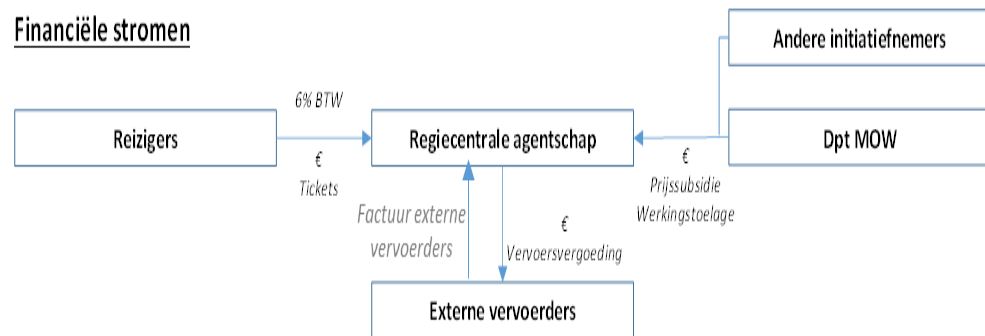 Financiële stromen
Andere initiatiefnemers
6% BTW
Reizigers
Regiecentrale agentschap
Dpt MOW
€
Tickets
€
Prijssubsidie
Werkingstoelage
Factuur externe
vervoerders
€
Vervoersvergoeding
Externe vervoerders